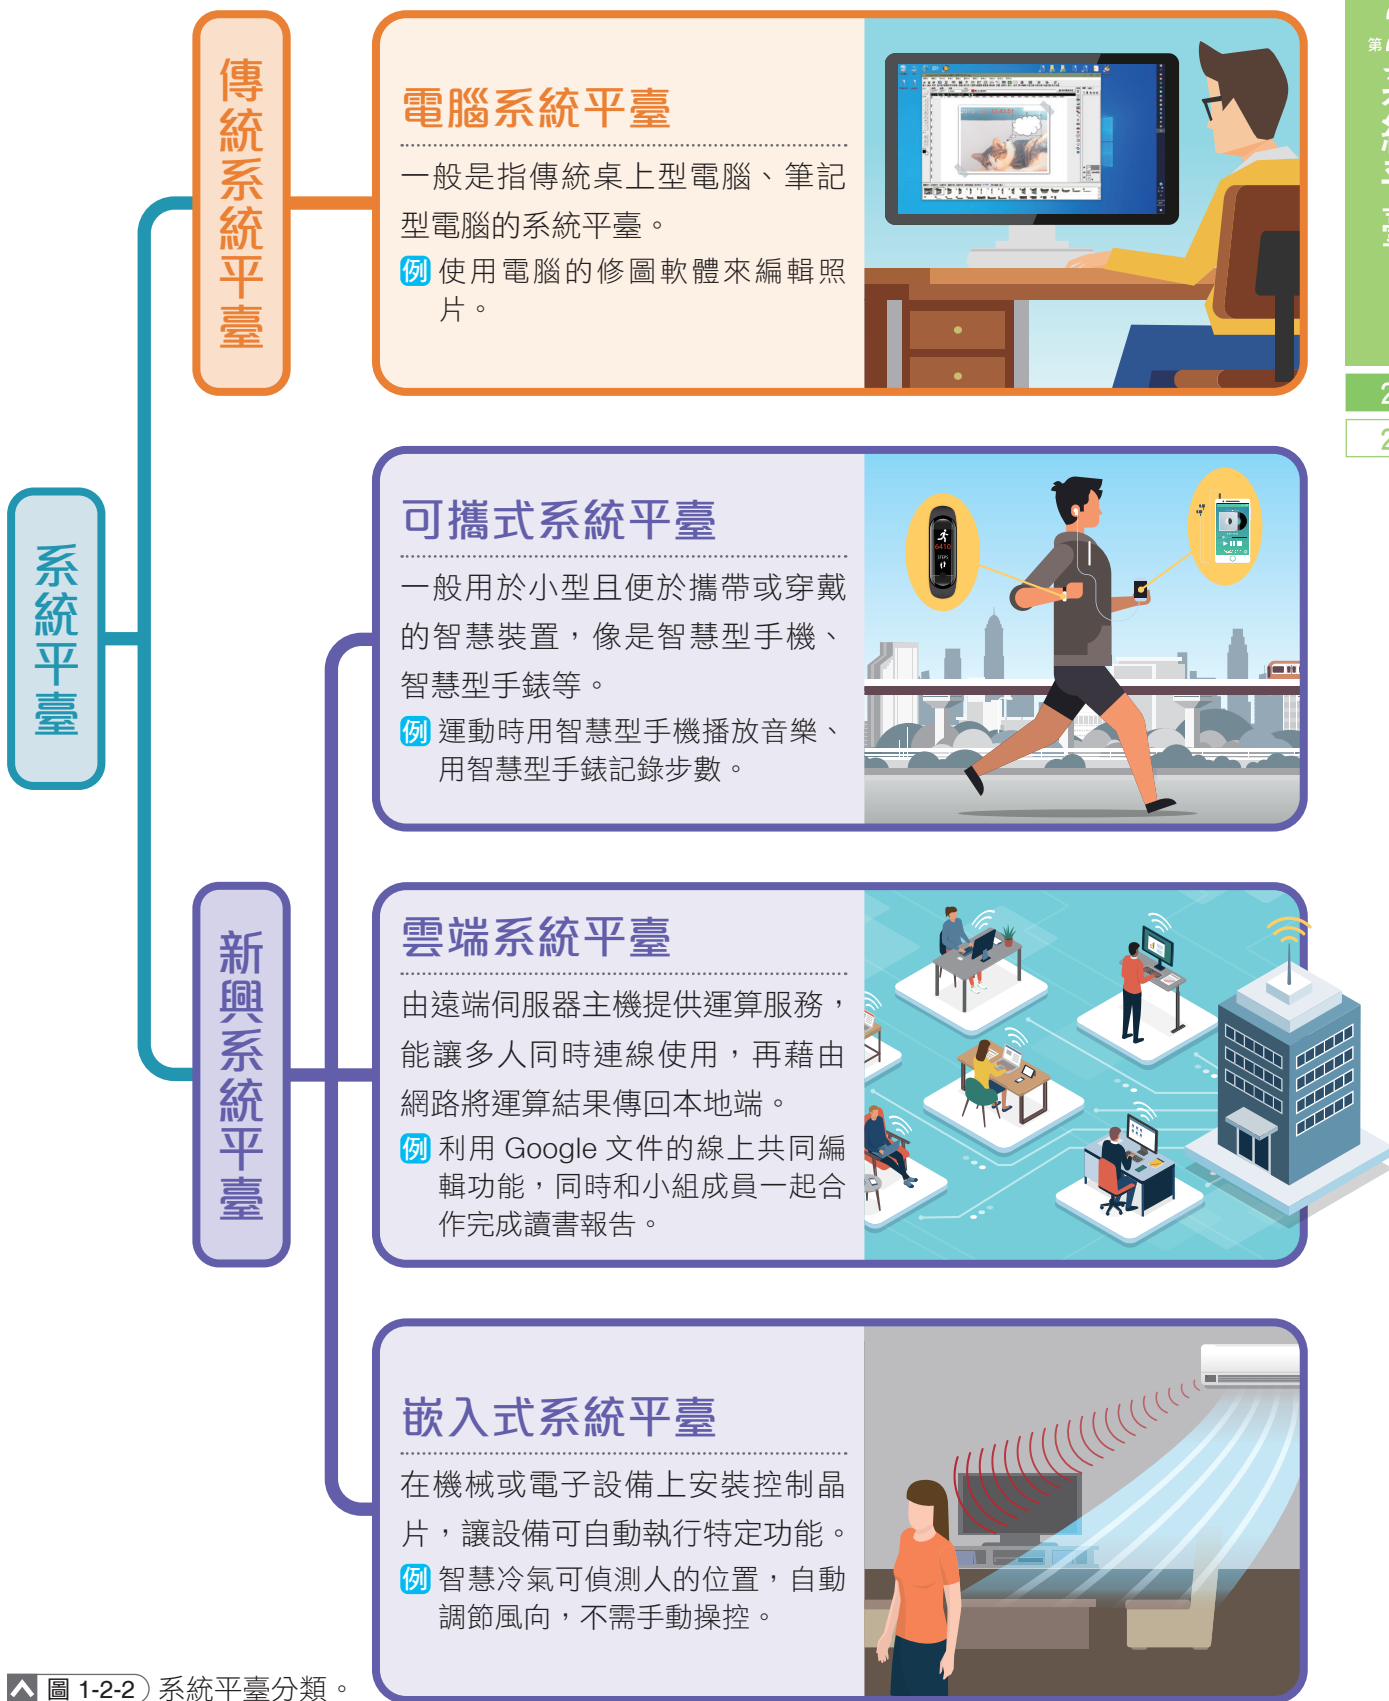 系統平臺
傳統系統平臺
電腦系統平臺
一般是指傳統桌上型電腦、筆記
型電腦的系統平臺。
例 使用電腦的修圖軟體來編輯照
片。
新興系統平臺
可攜式系統平臺
一般用於小型且便於攜帶或穿戴
的智慧裝置,像是智慧型手機、
智慧型手錶等。
例 運動時用智慧型手機播放音樂、
用智慧型手錶記錄步數。
6410
STEPS
雲端系統平臺
由遠端伺服器主機提供運算服務,
能讓多人同時連線使用,再藉由
網路將運算結果傳回本地端。
例 利用 Google 文件的線上共同編
輯功能,同時和小組成員一起合
作完成讀書報告。
嵌入式系統平臺
在機械或電子設備上安裝控制晶
片,讓設備可自動執行特定功能。
例 智慧冷氣可偵測人的位置,自動
調節風向,不需手動操控。
圖 1-2-2 系統平臺分類。
第
2
2